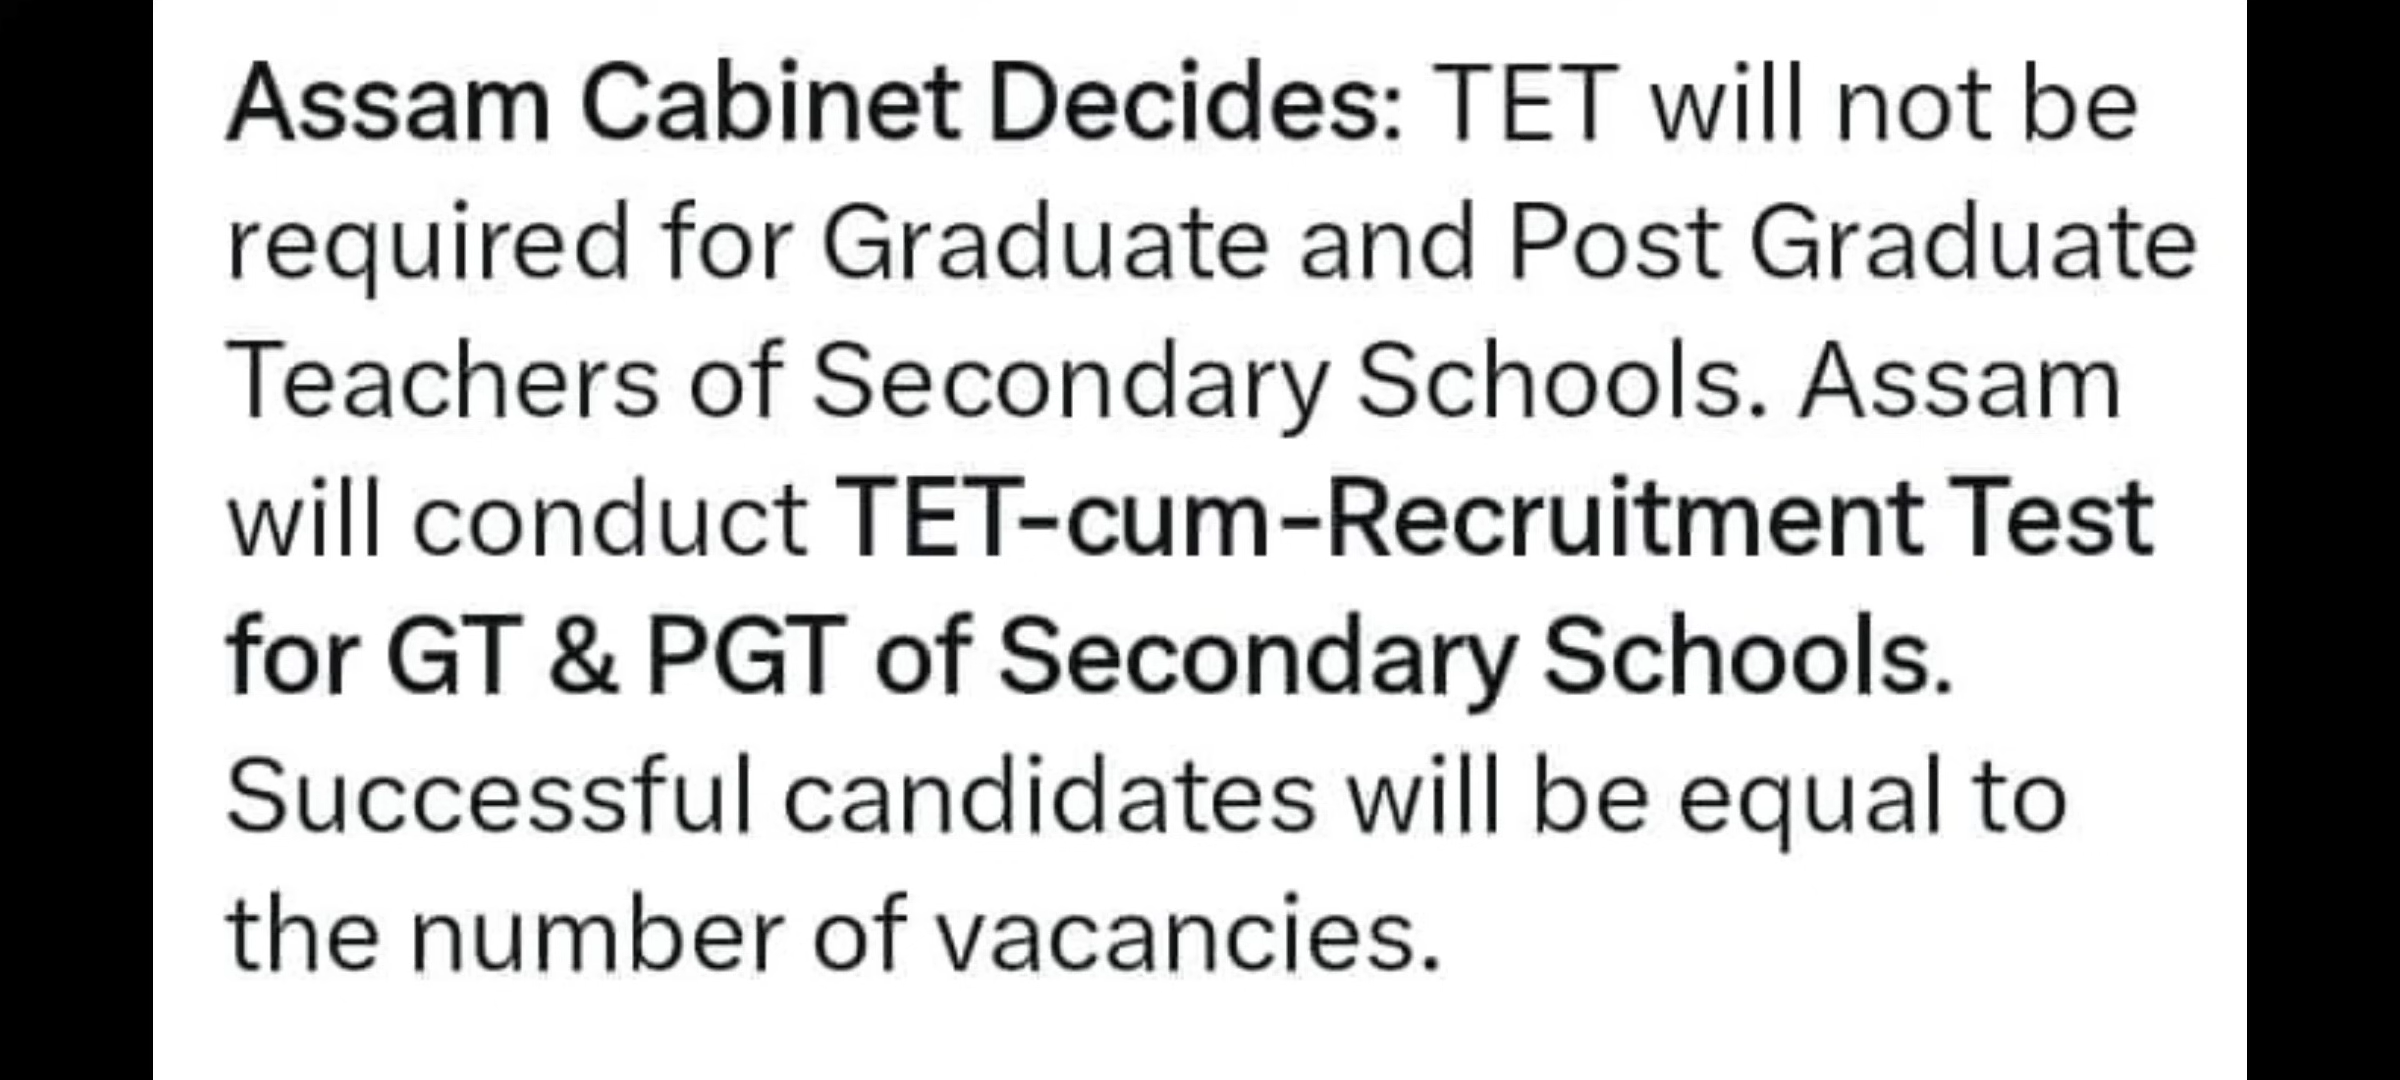 Assam Cabinet Decides: TET will not be
required for Graduate and Post Graduate
Teachers of Secondary Schools. Assam
will conduct TET-cum-Recruitment Test
for GT & PGT of Secondary Schools.
Successful candidates will be equal to
the number of vacancies.